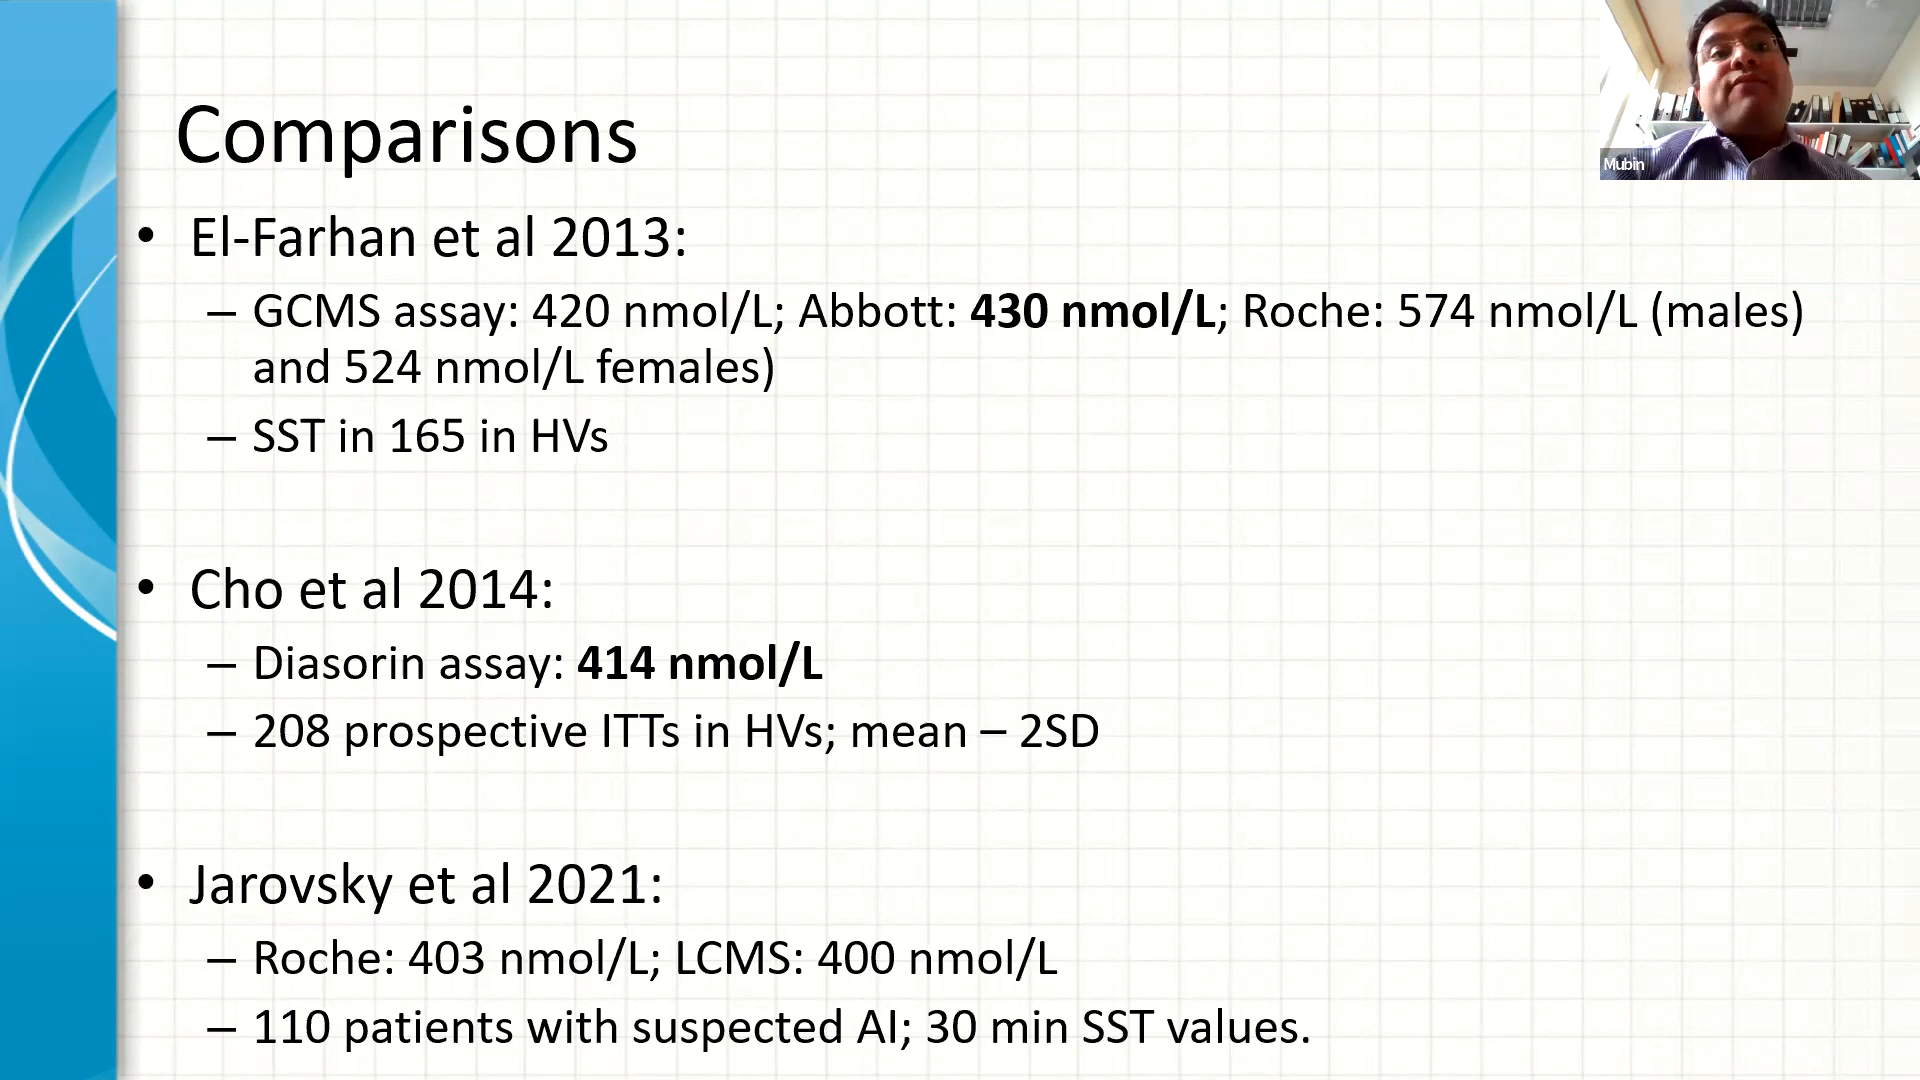 Comparisons
Mubin
• El-Farhan et al 2013:
– GCMS assay: 420 nmol/L; Abbott: 430 nmol/L; Roche: 574 nmol/L (males)
and 524 nmol/L females)
– SST in 165 in HVs
• Cho et al 2014:
– Diasorin assay: 414 nmol/L
– 208 prospective ITTs in HVs; mean – 2SD
• Jarovsky et al 2021:
– Roche: 403 nmol/L; LCMS: 400 nmol/L
– 110 patients with suspected AI; 30 min SST values.